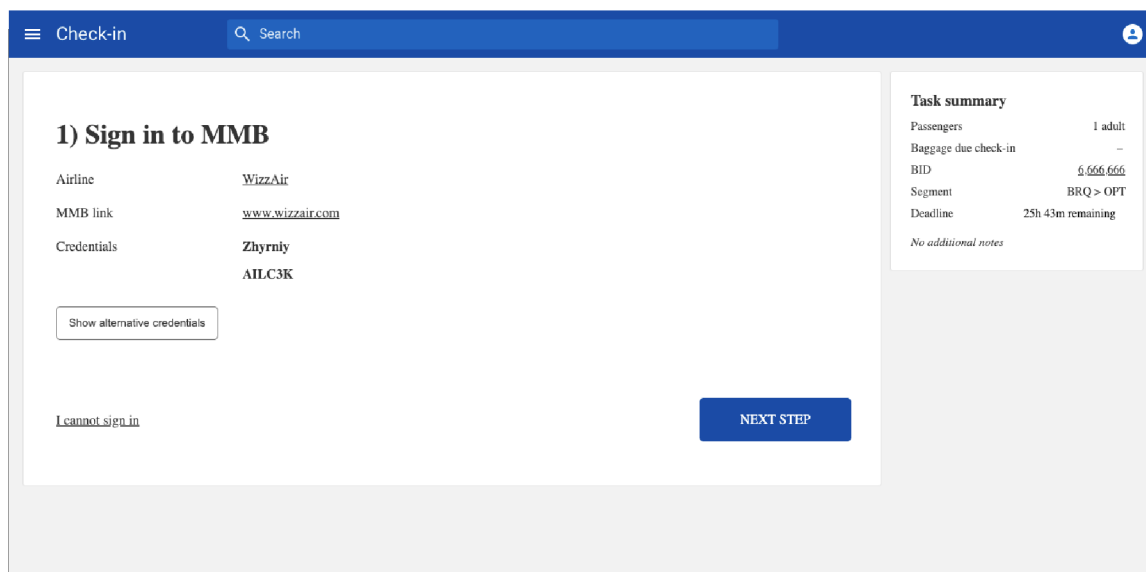 Check-in
Search
1) Sign in to MMB
Airline WizzAir
MMB link www.wizzair.com
Credentials Zhyrniy
AILC3K
Show alternative credentials
I cannot sign in
NEXT STEP
Task summary
Passengers 1 adult
Baggage due check-in –
BID 6,666,666
Segment BRQ > OPT
Deadline 25h 43m remaining
No additional notes